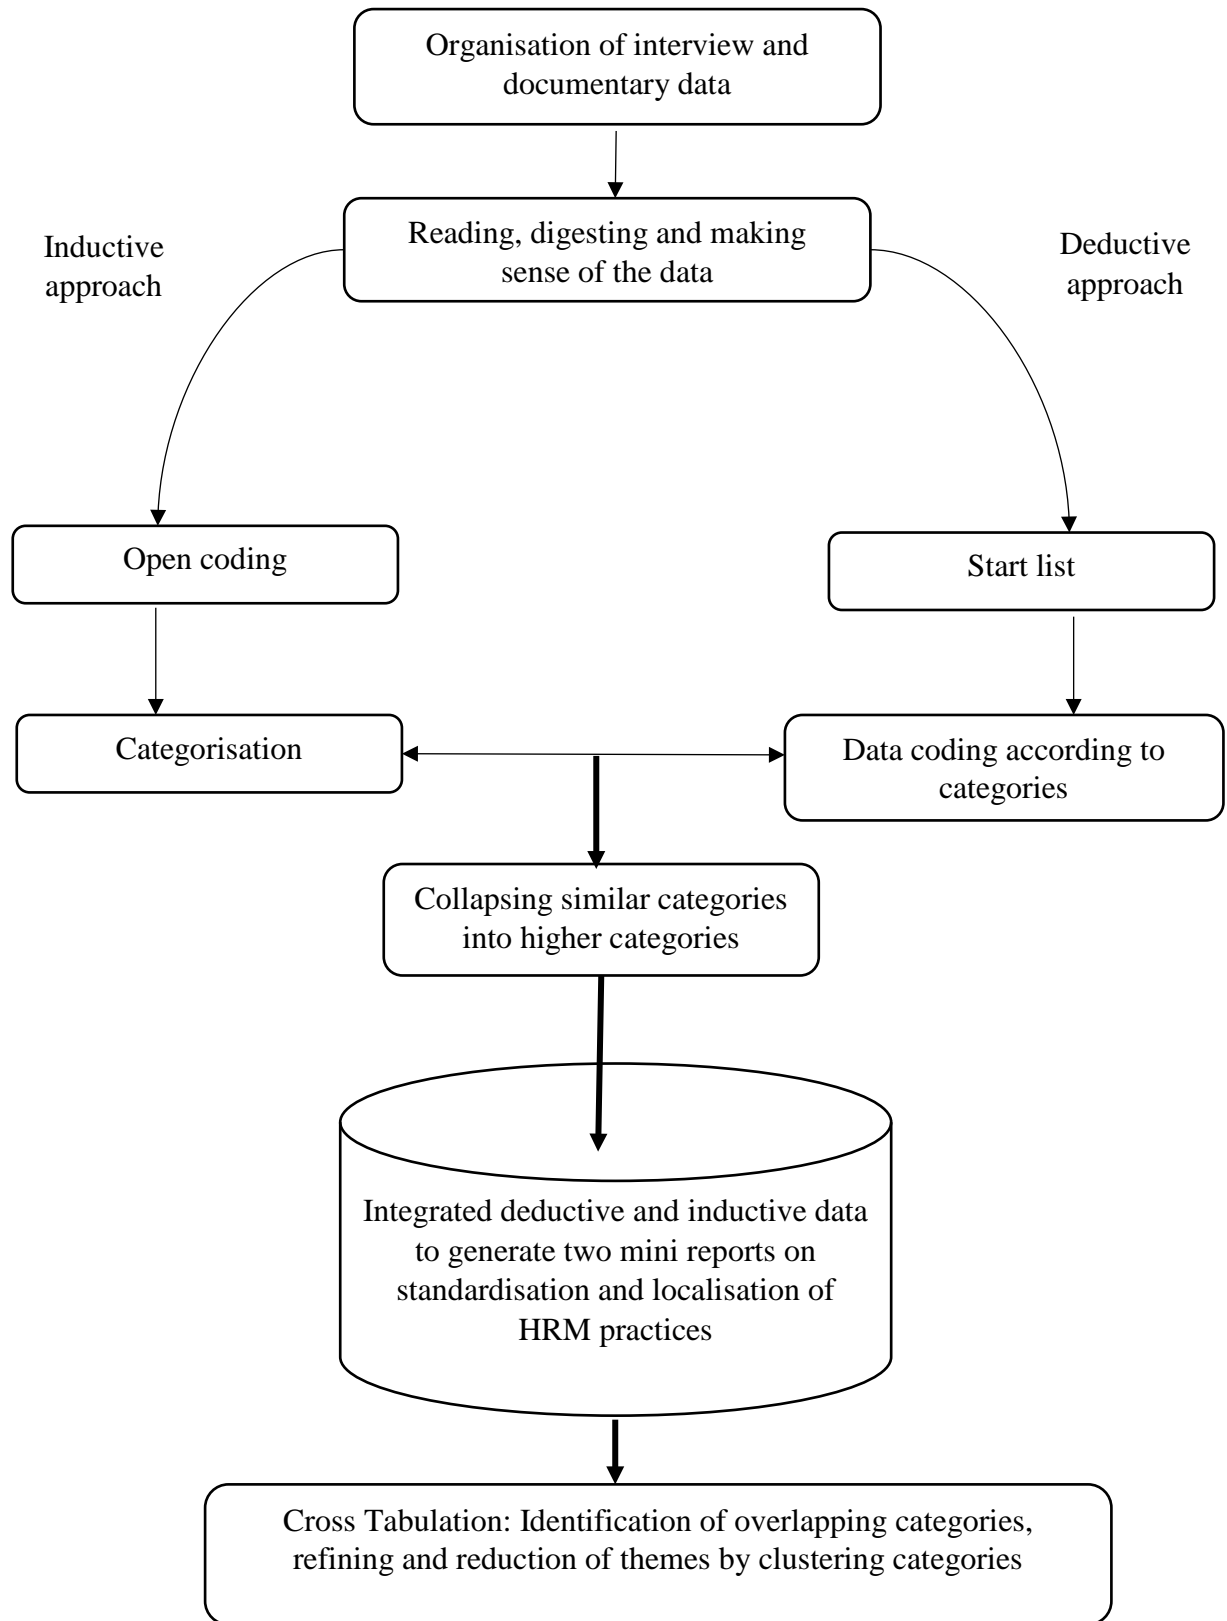 Organisation of interview and
documentary data
Reading, digesting and making
sense of the data
Inductive
approach
Deductive
approach
Open coding
Start list
Categorisation
Data coding according to
categories
Collapsing similar categories
into higher categories
Integrated deductive and inductive data
to generate two mini reports on
standardisation and localisation of
HRM practices
Cross Tabulation: Identification of overlapping categories,
refining and reduction of themes by clustering categories